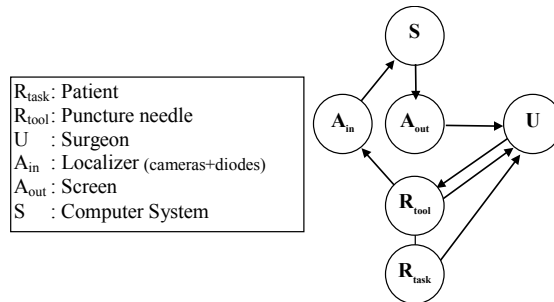 R_task : Patient
R_tool : Puncture needle
U : Surgeon
A_in : Localizer (cameras+diodes)
A_out : Screen
S : Computer System
S
A_in
A_out
U
R_tool
R_task